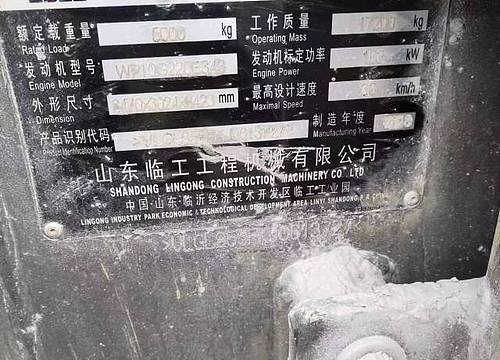 额定载重量 6000 kg 工作质量 kg
Rated Load Operating Mass
发动机型号 发动机标定功率 kW
Engine Model Engine Power
外形尺寸 mm 最高设计速度 km/h
Dimension Maximal Speed
产品识别代码 制造年度
Product Identification Number Manufacturing Year
山东临工工程机械有限公司
SHANDONG LINGONG CONSTRUCTION MACHINERY CO LTD
中国·山东·临沂经济技术开发区临工工业园
LINGONG INDUSTRY PARK ECONOMIC & TECHNOLOGICAL DEVELOPMENT AREA LINYI SHANDONG P.R.CHINA